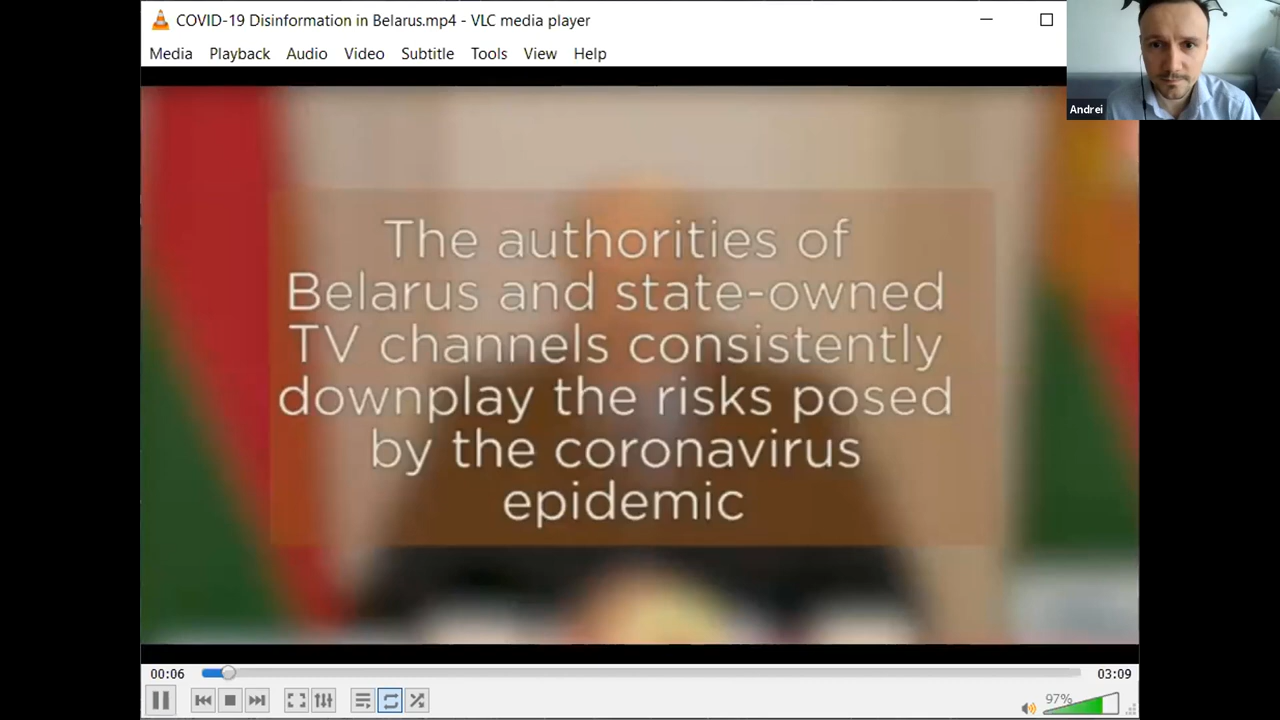 COVID-19 Disinformation in Belarus.mp4 - VLC media player
Media Playback Audio Video Subtitle Tools View Help
Andrei
The authorities of
Belarus and state-owned
TV channels consistently
downplay the risks posed
by the coronavirus
epidemic
00:06
03:09
97%